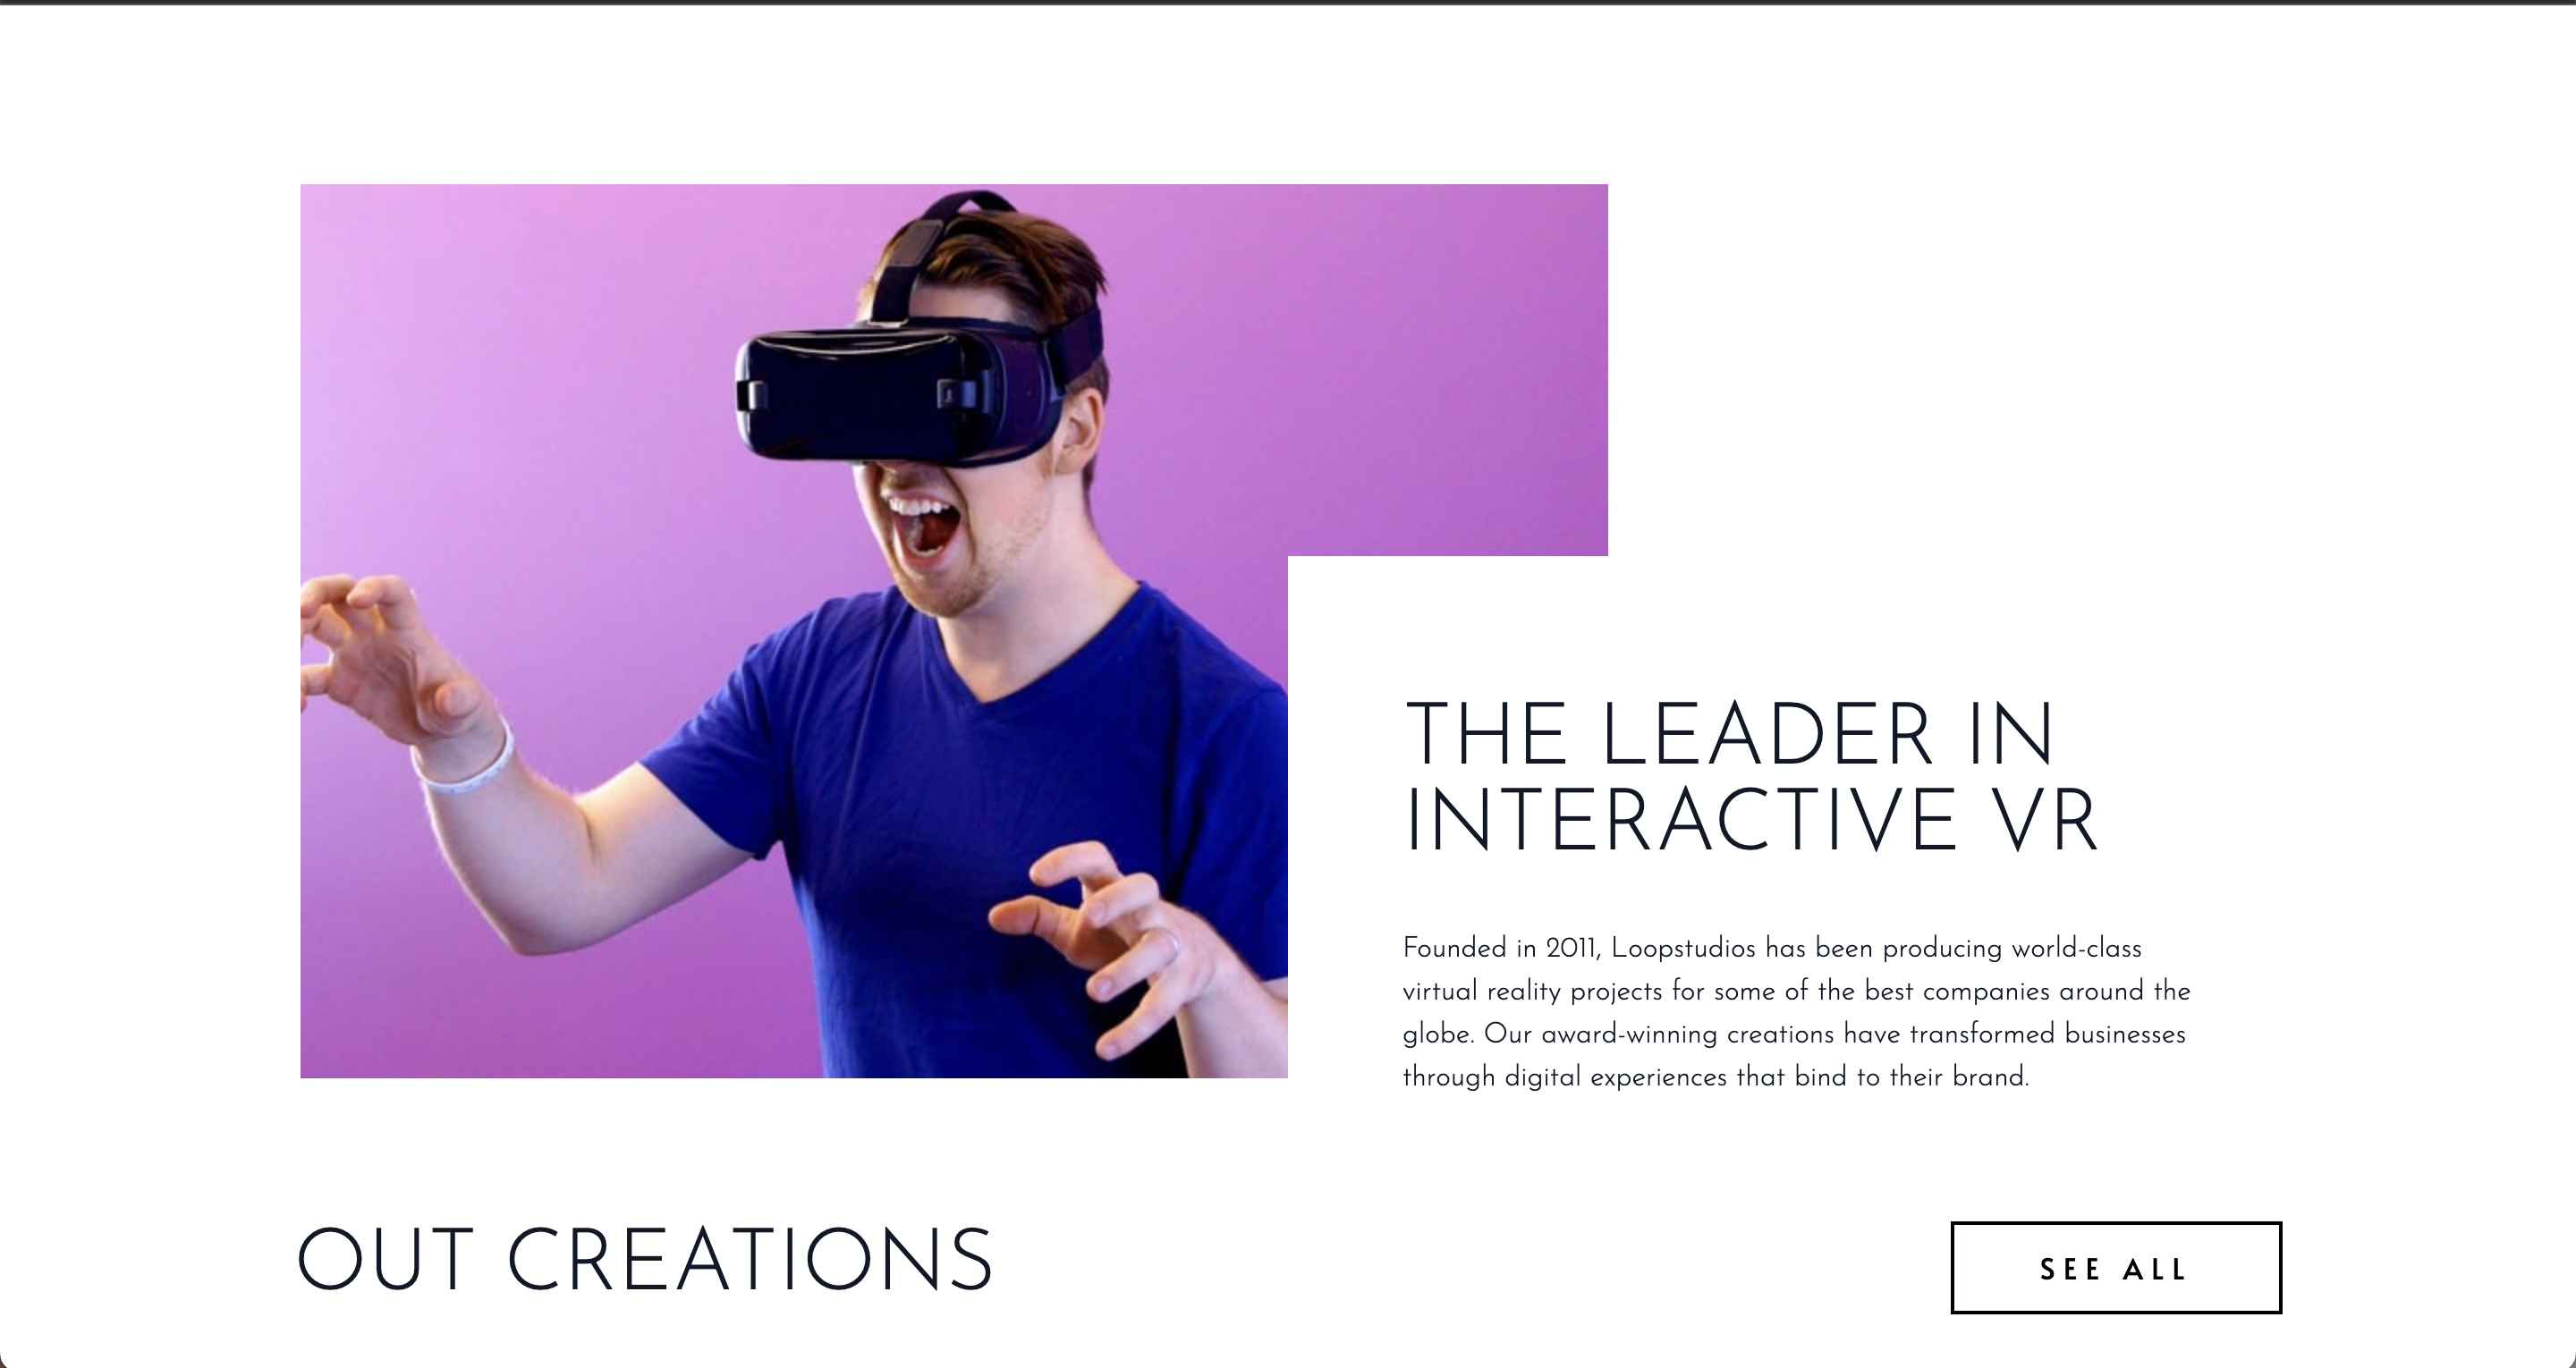 THE LEADER IN
INTERACTIVE VR
Founded in 2011, Loopstudios has been producing world-class
virtual reality projects for some of the best companies around the
globe. Our award-winning creations have transformed businesses
through digital experiences that bind to their brand.
OUT CREATIONS
SEE ALL